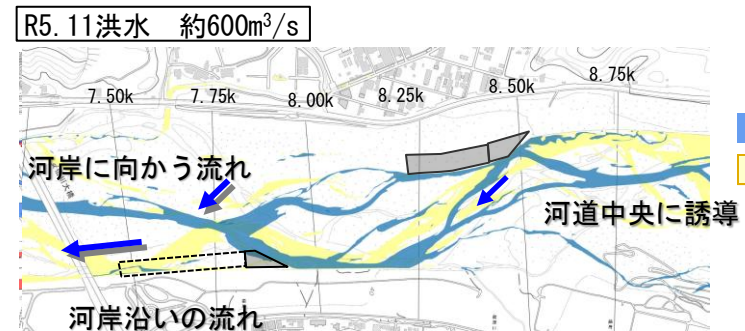 R5.11洪水 約600m³/s
7.50k
7.75k
8.00k
8.25k
8.50k
8.75k
河岸に向かう流れ
河道中央に誘導
河岸沿いの流れ